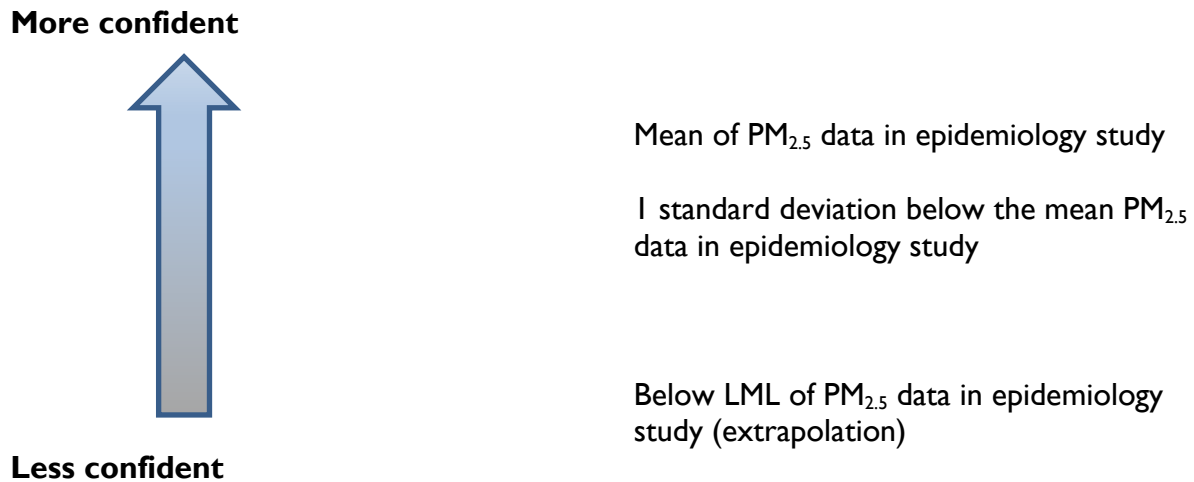 More confident
Mean of PM2.5 data in epidemiology study
1 standard deviation below the mean PM2.5
data in epidemiology study
Below LML of PM2.5 data in epidemiology
study (extrapolation)
Less confident